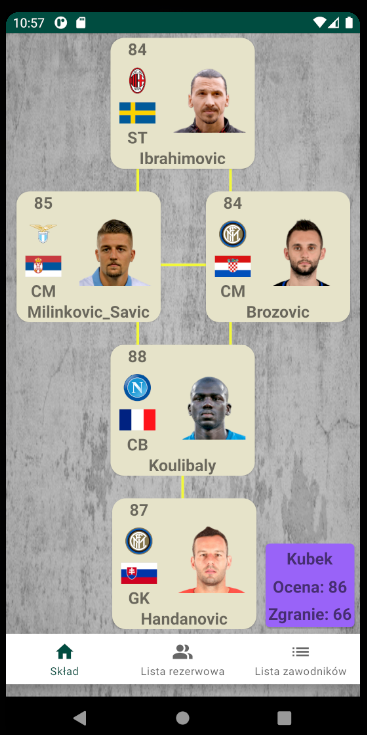 10:57
84
ST
Ibrahimovic
85
CM
Milinkovic_Savic
84
CM
Brozovic
88
N
CB
Koulibaly
87
GK
Handanovic
Kubek
Ocena: 86
Zgranie: 66
Skład
Lista rezerwowa
Lista zawodników